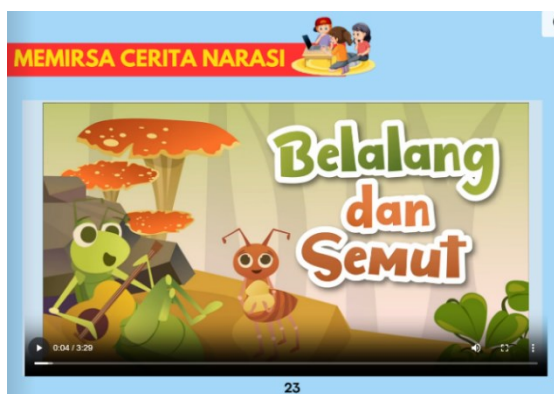 MEMIRSA CERITA NARASI
Belalang
dan
Semut
0:04 / 3:29
23